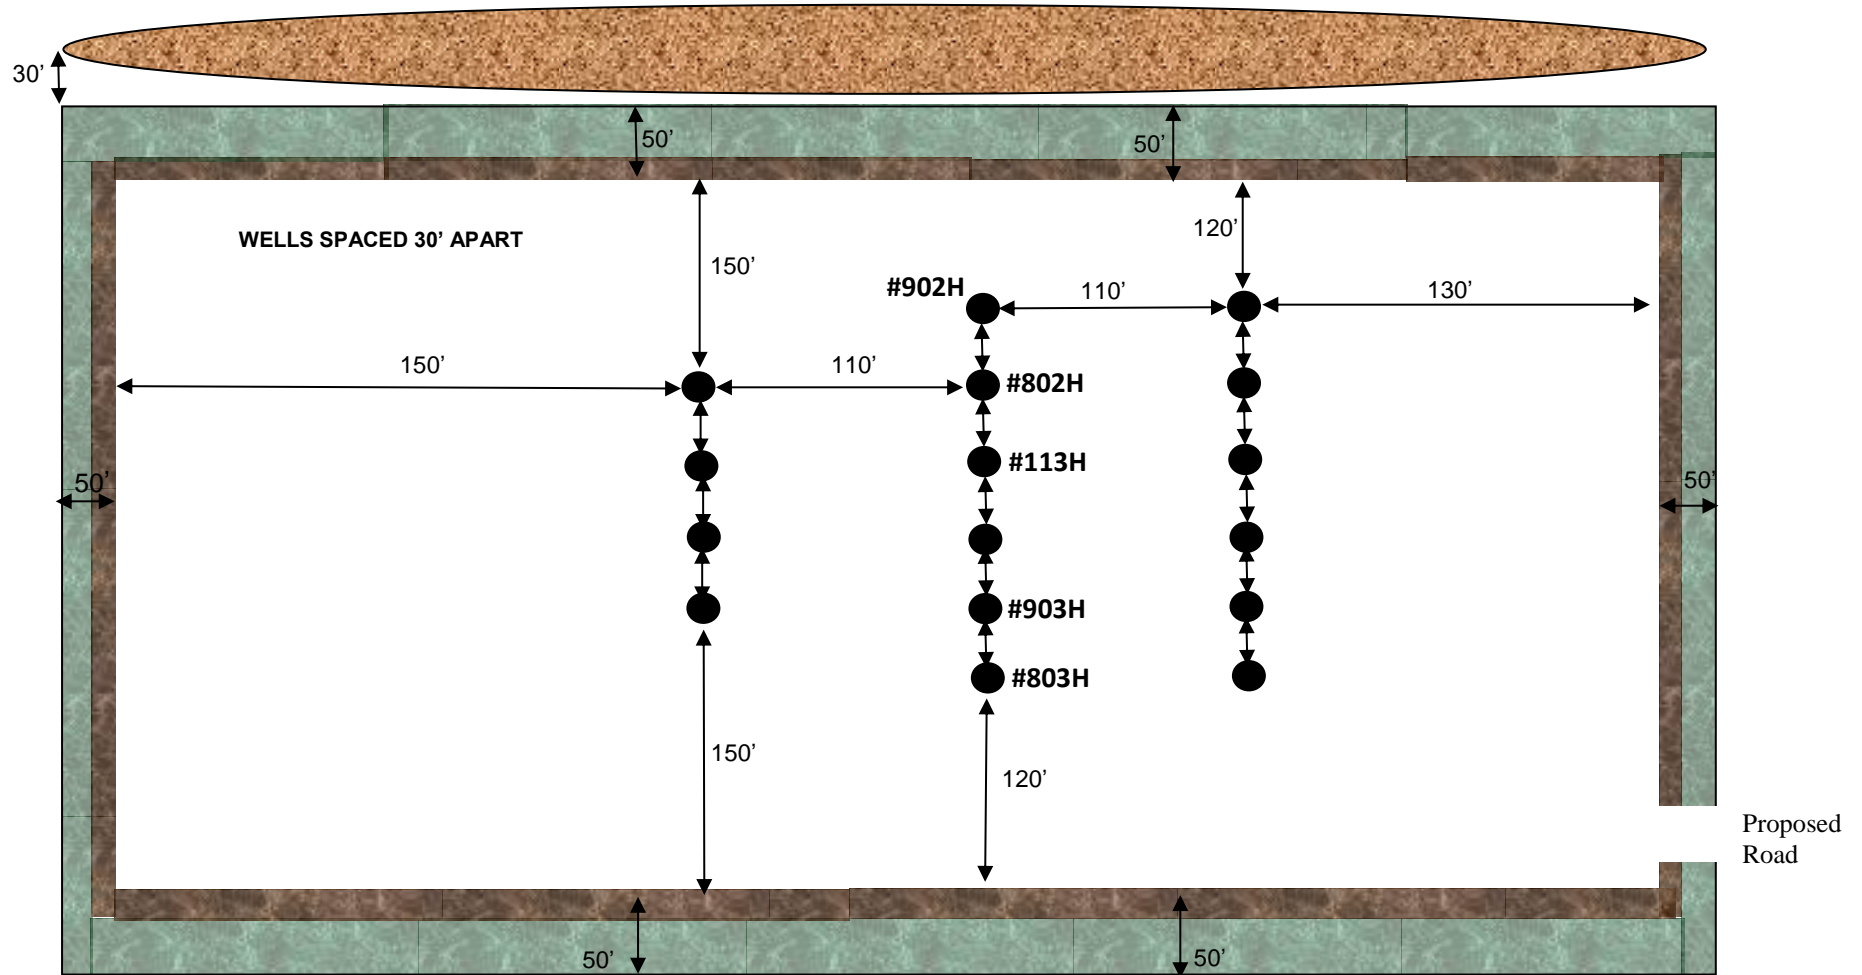 30’
50’
50’
WELLS SPACED 30’ APART
120’
150’
#902H
110’
130’
150’
110’
#802H
#113H
50’
50’
#903H
#803H
150’
120’
Proposed
Road
50’
50’